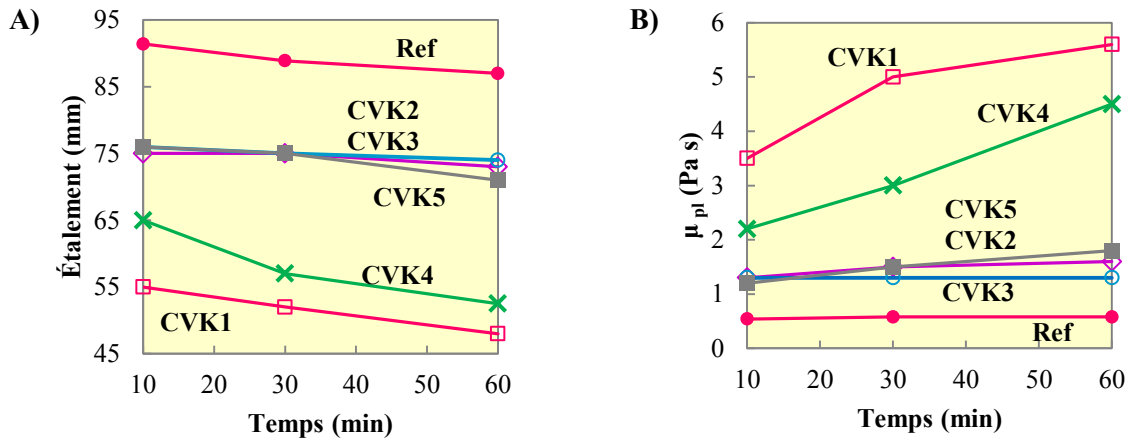 A)
Étalement (mm)
95
85
75
65
55
45
Ref
CVK2
CVK3
CVK5
CVK4
CVK1
10 20 30 40 50 60
Temps (min)
B)
µ pl (Pa s)
6
5
4
3
2
1
0
CVK1
CVK4
CVK5
CVK2
CVK3
Ref
10 20 30 40 50 60
Temps (min)